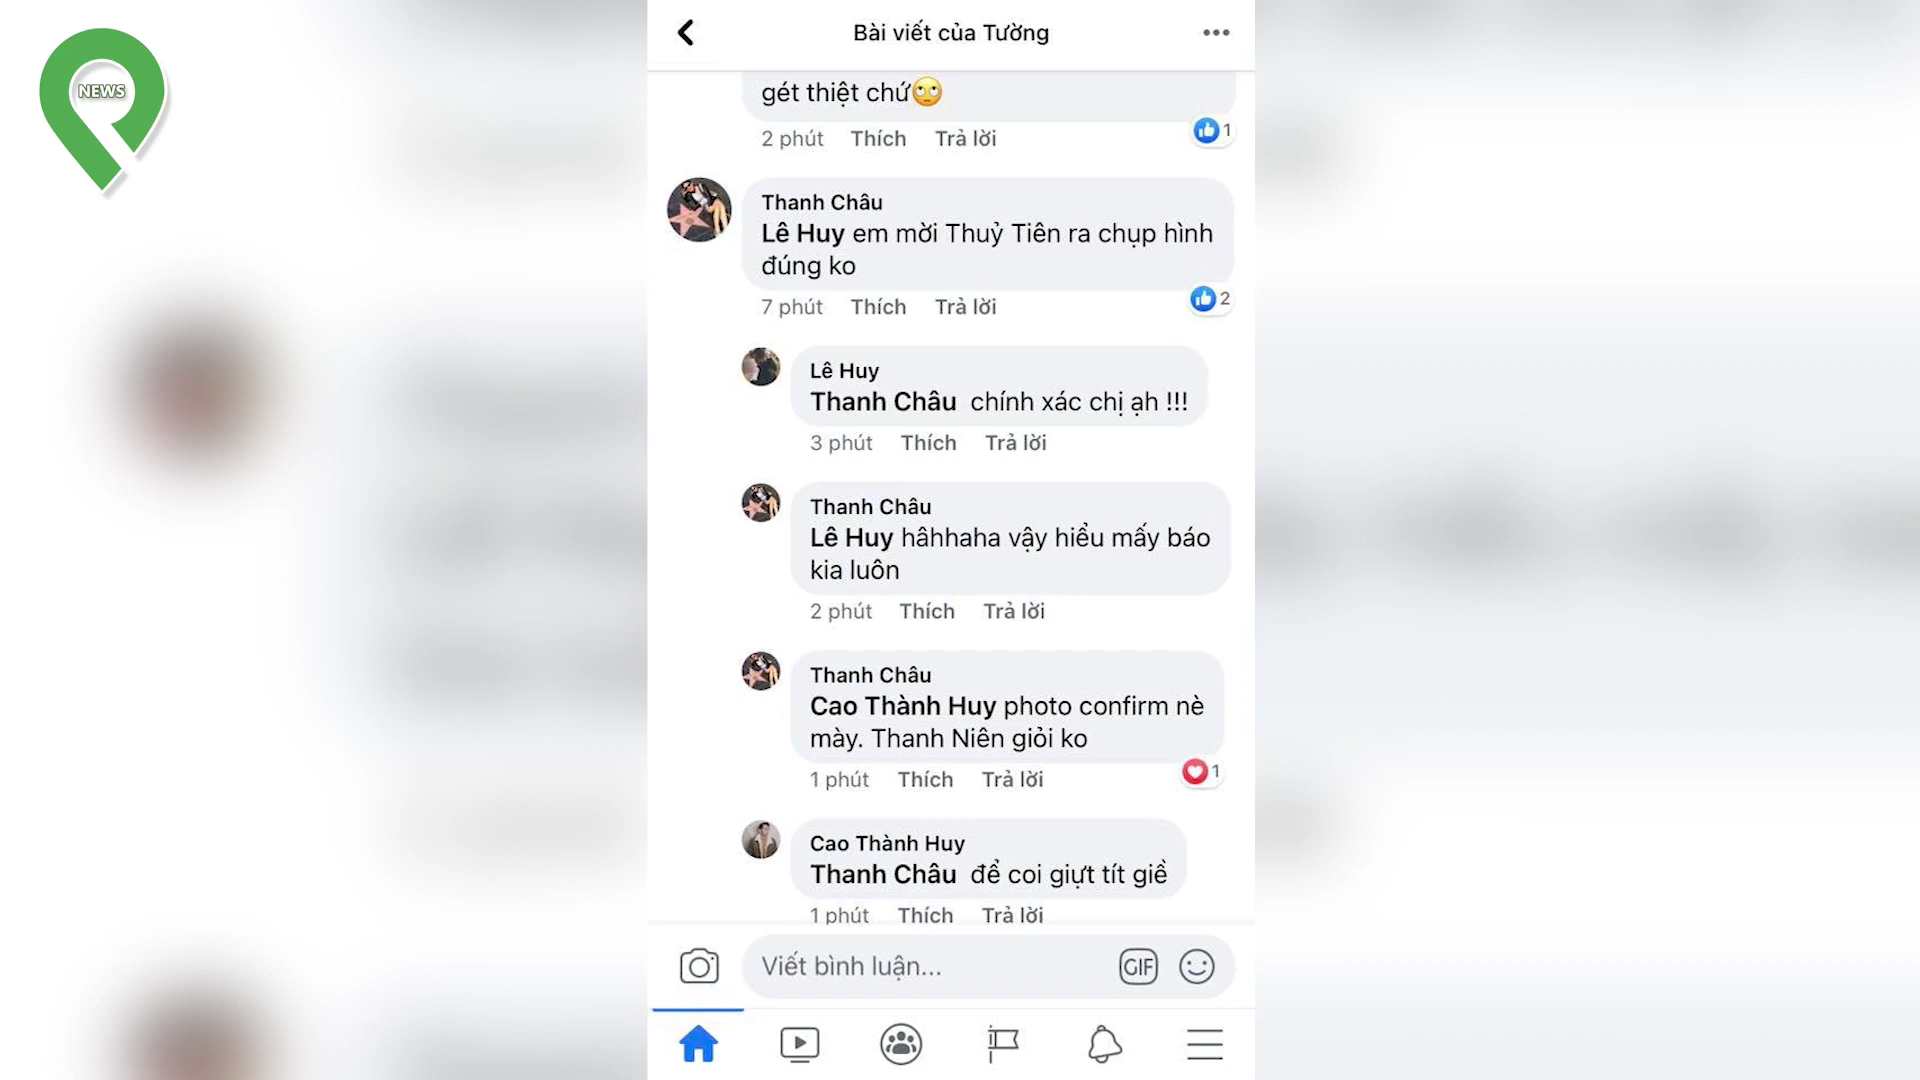 NEWS
Bài viết của Tường
gét thiệt chứ🙄
2 phút Thích Trả lời 1
Thanh Châu
Lê Huy em mời Thuỷ Tiên ra chụp hình
đúng ko
7 phút Thích Trả lời 2
Lê Huy
Thanh Châu chính xác chị ạh !!!
3 phút Thích Trả lời
Thanh Châu
Lê Huy hâhhaha vậy hiểu mấy báo
kia luôn
2 phút Thích Trả lời
Thanh Châu
Cao Thành Huy photo confirm nè
mày. Thanh Niên giỏi ko
1 phút Thích Trả lời 1
Cao Thành Huy
Thanh Châu để coi giựt tít giề
1 phút Thích Trả lời
Viết bình luận... GIF